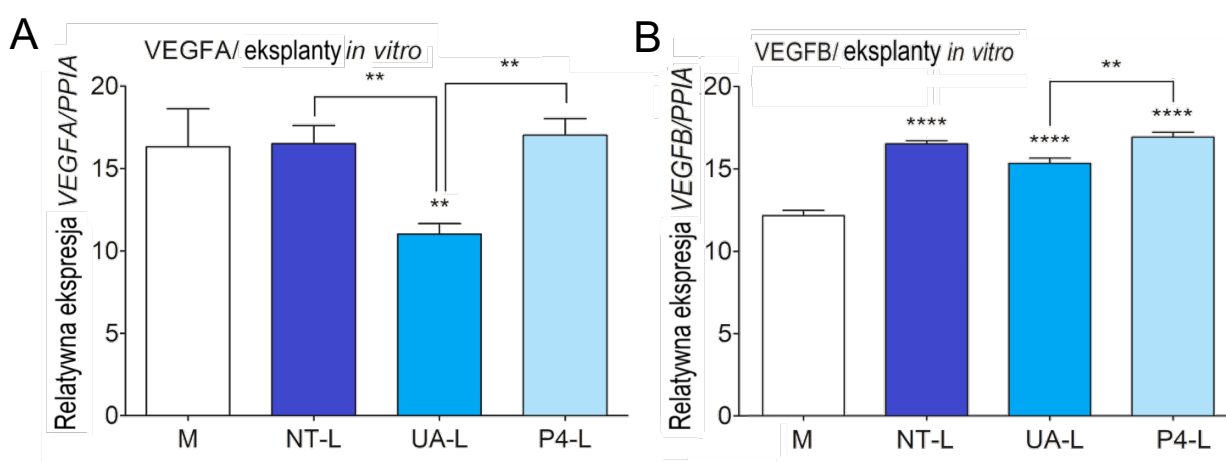 A
VEGFA/ eksplanty in vitro
Relatywna ekspresja VEGFA/PPIA
20
15
10
5
0
**
**
**
M NT-L UA-L P4-L
B
VEGFB/ eksplanty in vitro
Relatywna ekspresja VEGFB/PPIA
20
15
10
5
0
**
****
****
****
M NT-L UA-L P4-L